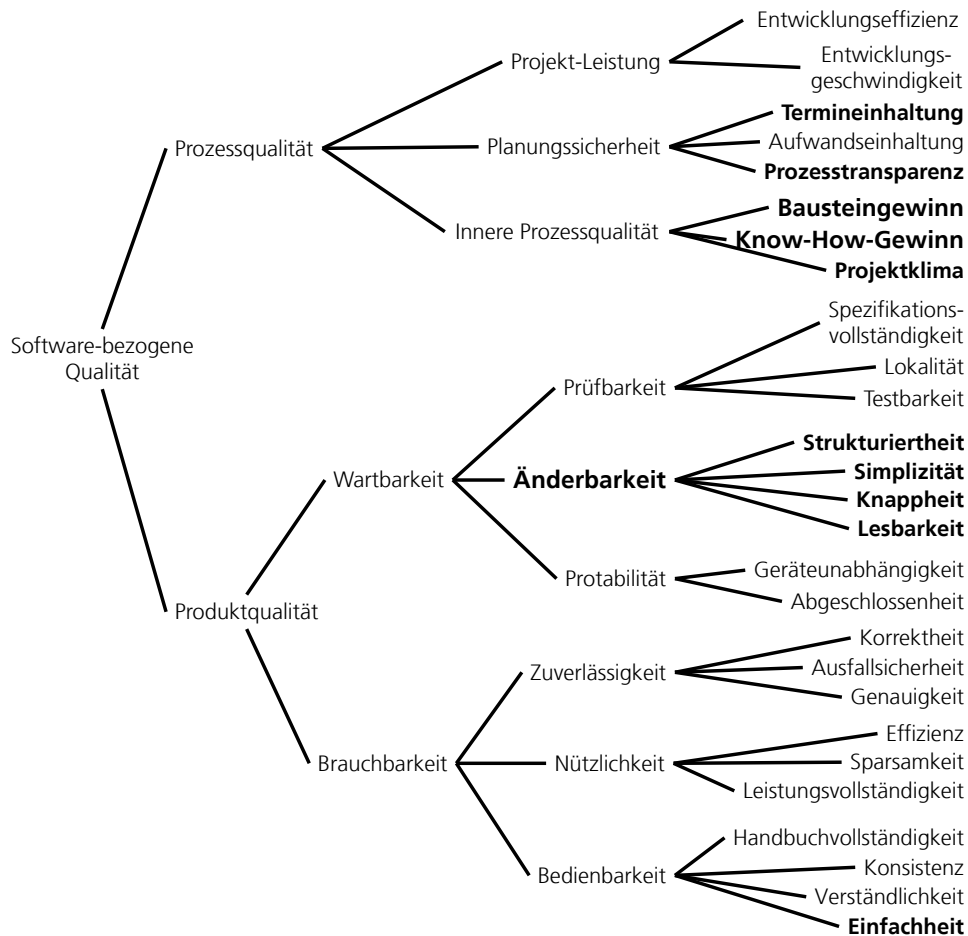 Entwicklungseffizienz
Projekt-Leistung
Entwicklungs-
geschwindigkeit
Termineinhaltung
Prozessqualität
Planungssicherheit
Aufwandseinhaltung
Prozesstransparenz
Bausteingewinn
Innere Prozessqualität
Know-How-Gewinn
Projektklima
Software-bezogene
Qualität
Spezifikations-
vollständigkeit
Prüfbarkeit
Lokalität
Testbarkeit
Strukturiertheit
Wartbarkeit
Änderbarkeit
Simplizität
Knappheit
Lesbarkeit
Protabilität
Geräteunabhängigkeit
Abgeschlossenheit
Produktqualität
Korrektheit
Zuverlässigkeit
Ausfallsicherheit
Genauigkeit
Effizienz
Brauchbarkeit
Nützlichkeit
Sparsamkeit
Leistungsvollständigkeit
Handbuchvollständigkeit
Bedienbarkeit
Konsistenz
Verständlichkeit
Einfachheit